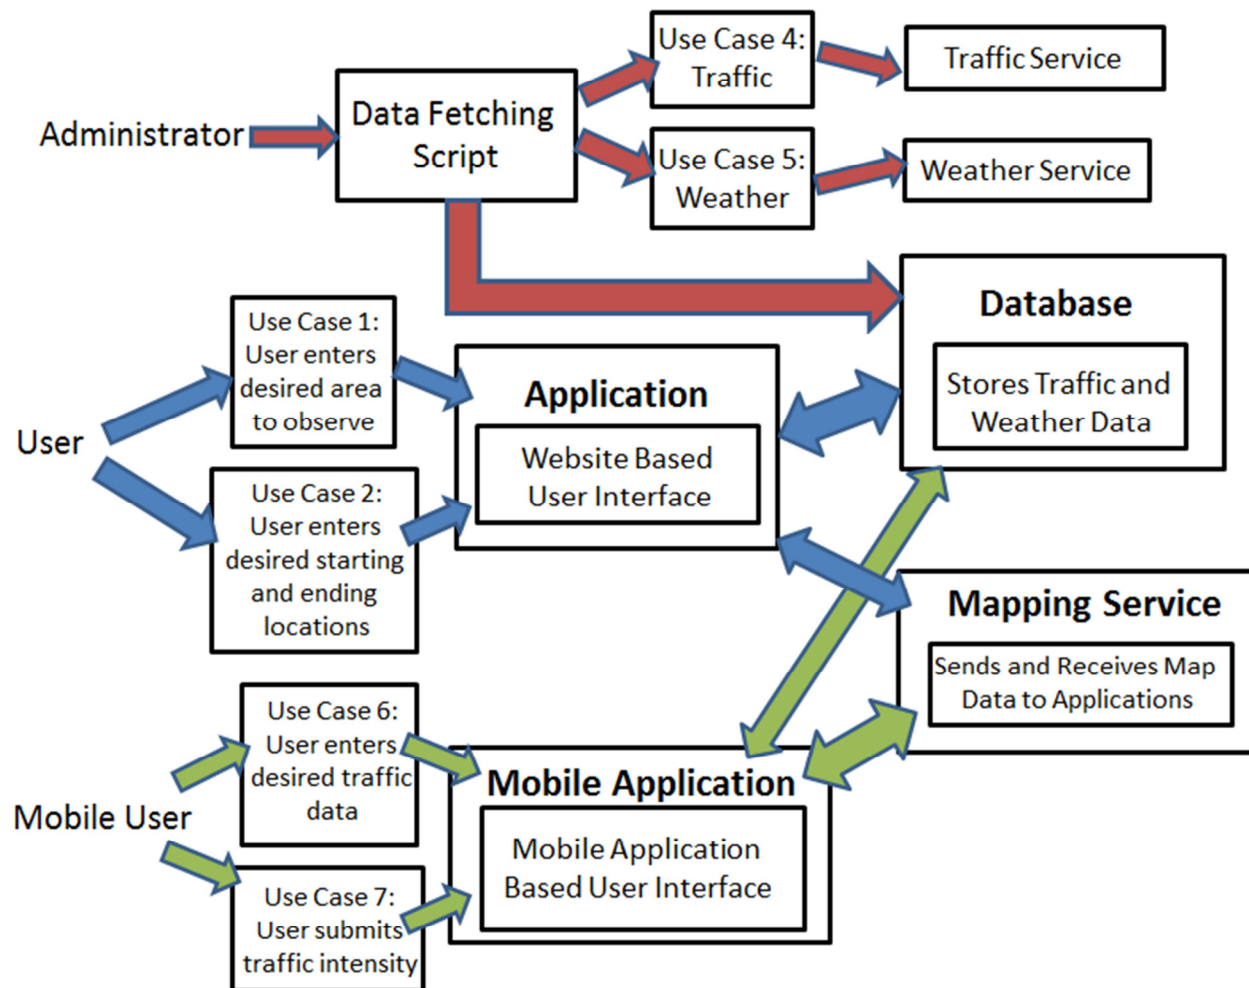 Administrator
Data Fetching
Script
Use Case 4:
Traffic
Traffic Service
Use Case 5:
Weather
Weather Service
Database
Stores Traffic and
Weather Data
User
Use Case 1:
User enters
desired area
to observe
Use Case 2:
User enters
desired starting
and ending
locations
Application
Website Based
User Interface
Mapping Service
Sends and Receives Map
Data to Applications
Mobile User
Use Case 6:
User enters
desired traffic
data
Use Case 7:
User submits
traffic intensity
Mobile Application
Mobile Application
Based User Interface